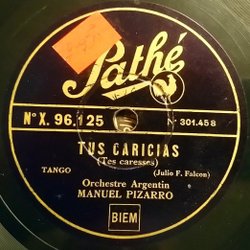 Pathé
N° X. 96.125
N° 301.458
TUS CARICIAS
(Tes caresses)
TANGO
(Julio F. Falcon)
Orchestre Argentin
MANUEL PIZARRO
BIEM